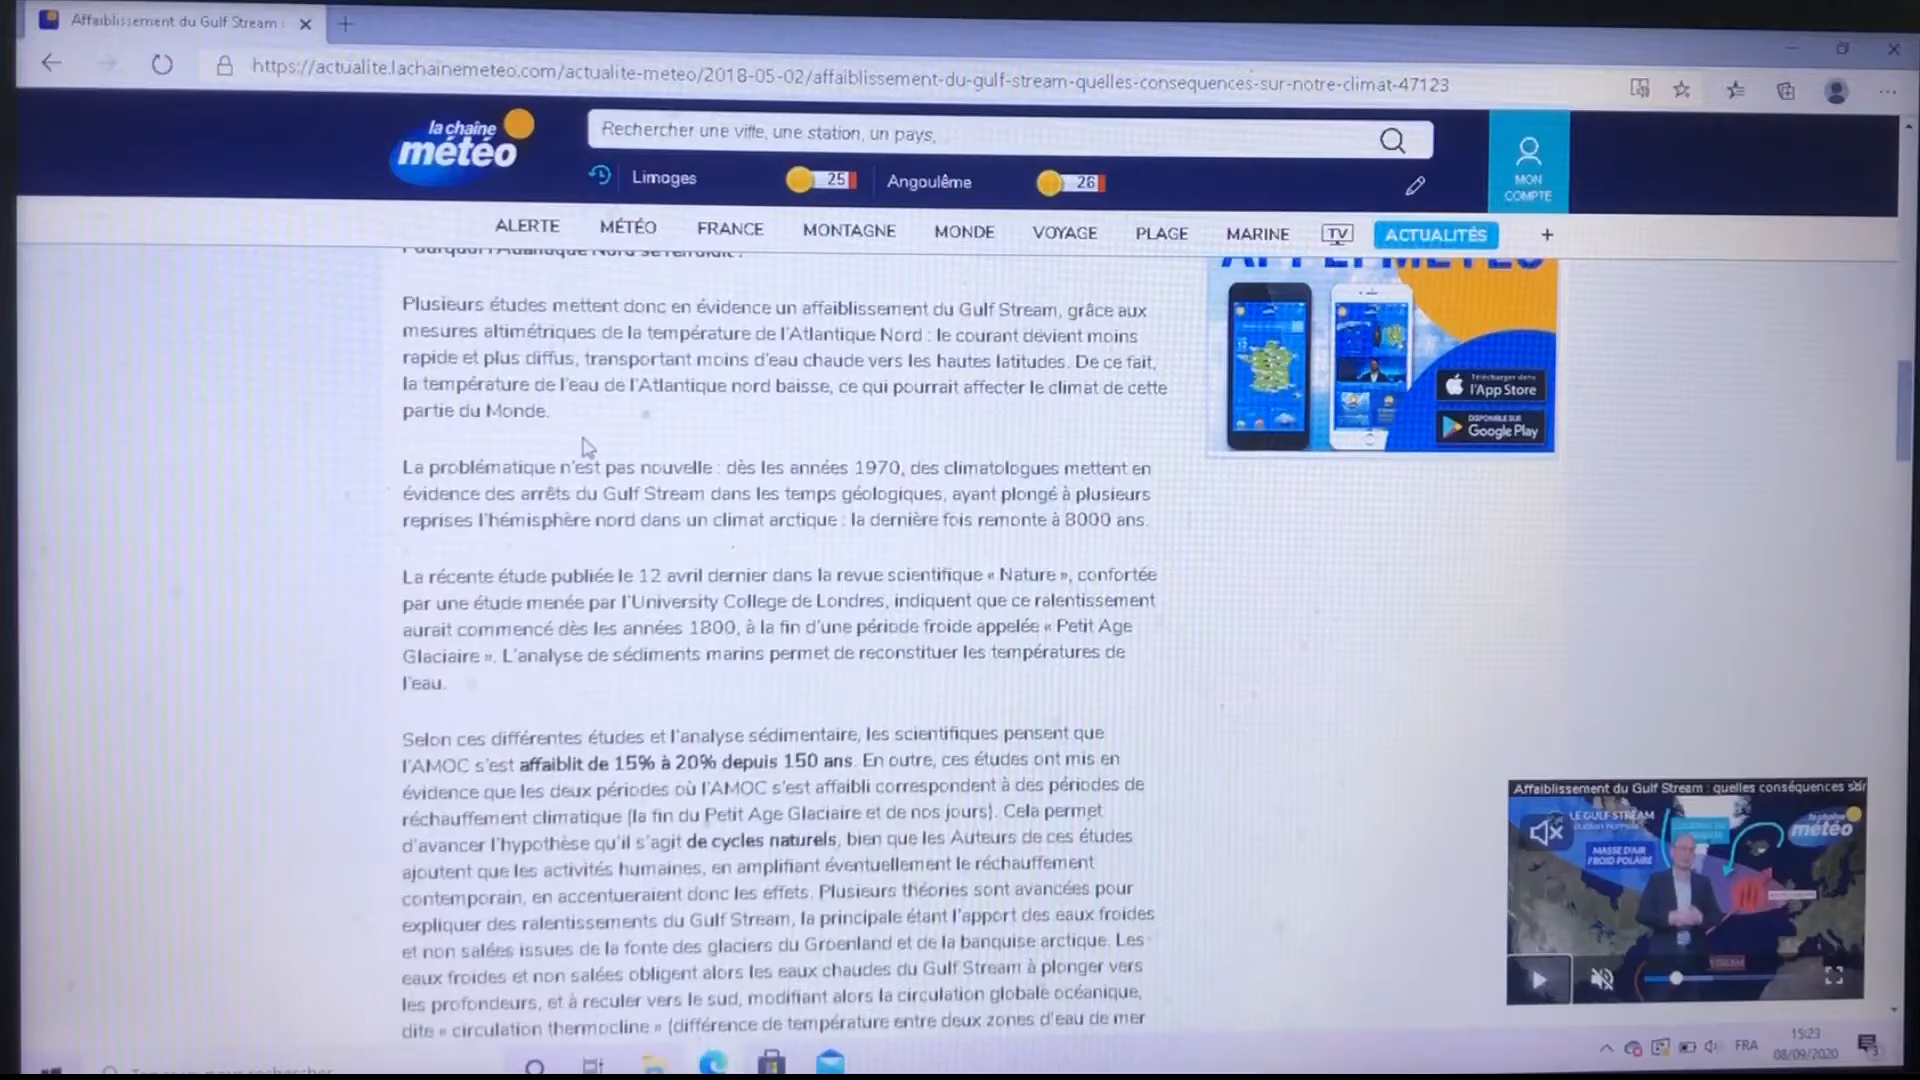 Affaiblissement du Gulf Stream
https://actualite.lachainemeteo.com/actualite-meteo/2018-05-02/affaiblissement-du-gulf-stream-quelles-consequences-sur-notre-climat-47123
la chaîne
météo
Rechercher une ville, une station, un pays,
Limoges 25 Angoulême 26
MON
COMPTE
ALERTE MÉTÉO FRANCE MONTAGNE MONDE VOYAGE PLAGE MARINE TV ACTUALITÉS +
Plusieurs études mettent donc en évidence un affaiblissement du Gulf Stream, grâce aux
mesures altimétriques de la température de l'Atlantique Nord : le courant devient moins
rapide et plus diffus, transportant moins d'eau chaude vers les hautes latitudes. De ce fait,
la température de l'eau de l'Atlantique nord baisse, ce qui pourrait affecter le climat de cette
partie du Monde.
La problématique n'est pas nouvelle : dès les années 1970, des climatologues mettent en
évidence des arrêts du Gulf Stream dans les temps géologiques, ayant plongé à plusieurs
reprises l'hémisphère nord dans un climat arctique : la dernière fois remonte à 8000 ans.
La récente étude publiée le 12 avril dernier dans la revue scientifique « Nature », confortée
par une étude menée par l'University College de Londres, indiquent que ce ralentissement
aurait commencé dès les années 1800, à la fin d'une période froide appelée « Petit Age
Glaciaire ». L'analyse de sédiments marins permet de reconstituer les températures de
l'eau.
Selon ces différentes études et l'analyse sédimentaire, les scientifiques pensent que
l'AMOC s'est affaiblit de 15% à 20% depuis 150 ans. En outre, ces études ont mis en
évidence que les deux périodes où l'AMOC s'est affaibli correspondent à des périodes de
réchauffement climatique (la fin du Petit Age Glaciaire et de nos jours). Cela permet
d'avancer l'hypothèse qu'il s'agit de cycles naturels, bien que les Auteurs de ces études
ajoutent que les activités humaines, en amplifiant éventuellement le réchauffement
contemporain, en accentueraient donc les effets. Plusieurs théories sont avancées pour
expliquer des ralentissements du Gulf Stream, la principale étant l'apport des eaux froides
et non salées issues de la fonte des glaciers du Groenland et de la banquise arctique. Les
eaux froides et non salées obligent alors les eaux chaudes du Gulf Stream à plonger vers
les profondeurs, et à reculer vers le sud, modifiant alors la circulation globale océanique,
dite « circulation thermocline » (différence de température entre deux zones d'eau de mer
Télécharger dans
l'App Store
DISPONIBLE SUR
Google Play
Affaiblissement du Gulf Stream : quelles conséquences sur
LE GULF STREAM
la chaîne
météo
MASSE D'AIR
FROID POLAIRE
FRA
15:23
08/09/2020